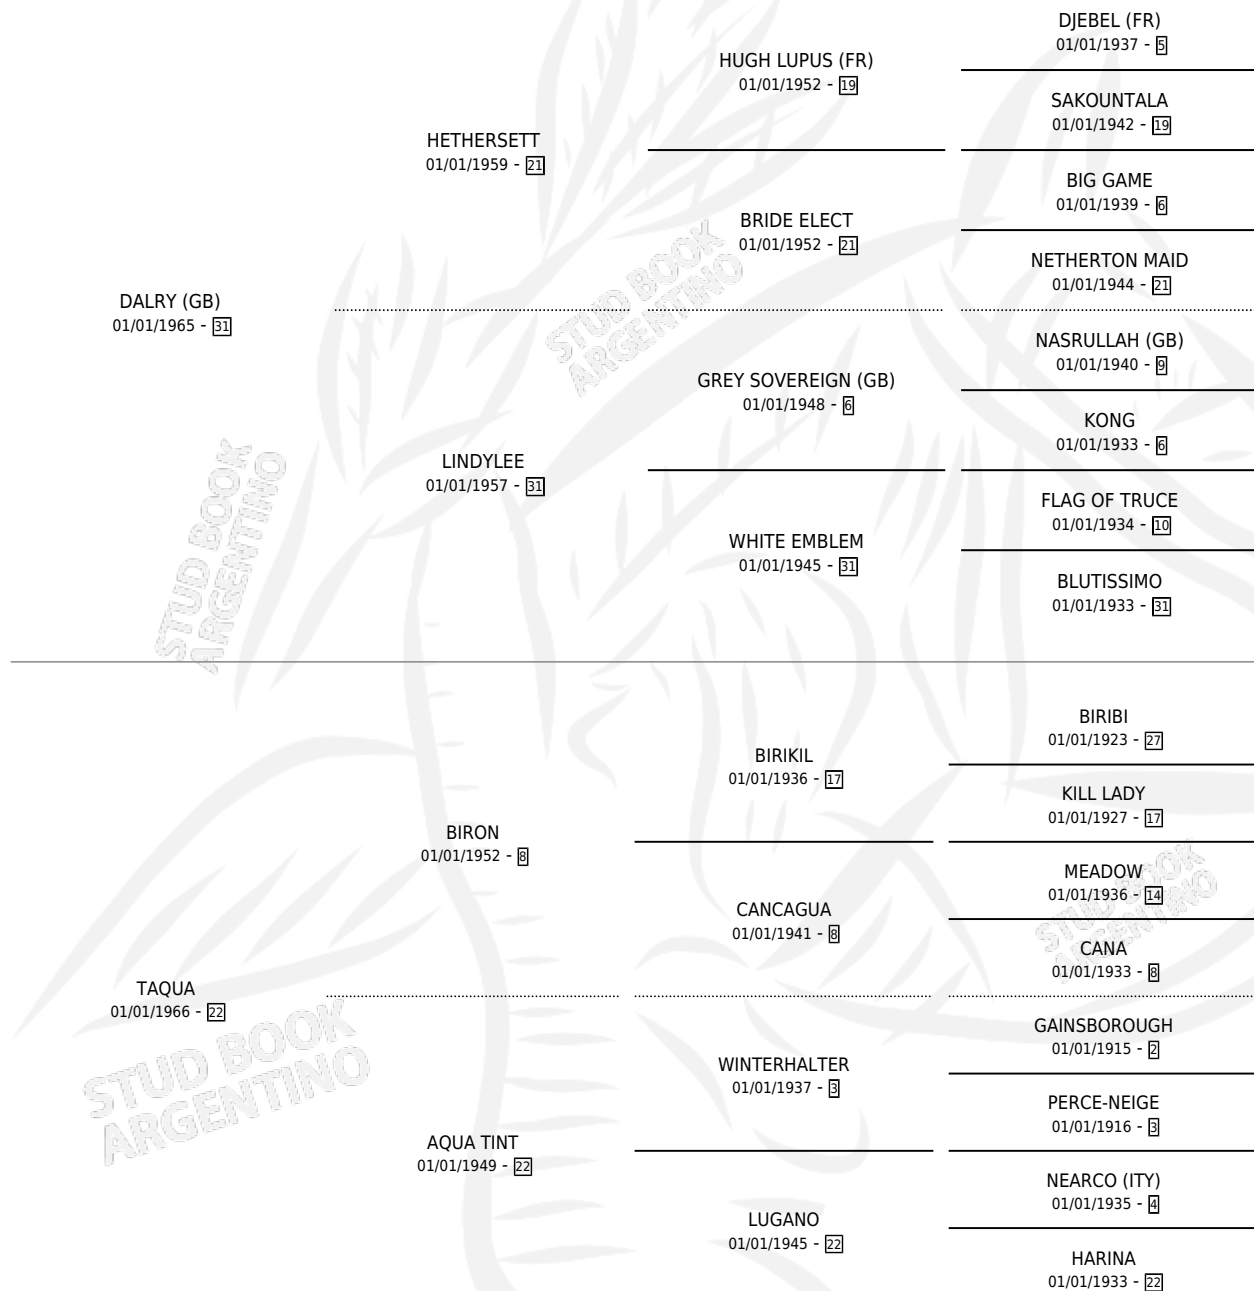 DJEBEL (FR)
01/01/1937 - 5
HUGH LUPUS (FR)
01/01/1952 - 19
SAKOUNTALA
01/01/1942 - 19
HETHERSETT
01/01/1959 - 21
BIG GAME
01/01/1939 - 6
BRIDE ELECT
01/01/1952 - 21
NETHERTON MAID
01/01/1944 - 21
DALRY (GB)
01/01/1965 - 31
STUD BOOK
ARGENTINO
NASRULLAH (GB)
01/01/1940 - 9
GREY SOVEREIGN (GB)
01/01/1948 - 6
KONG
01/01/1933 - 6
LINDYLEE
01/01/1957 - 31
FLAG OF TRUCE
01/01/1934 - 10
WHITE EMBLEM
01/01/1945 - 31
BLUTISSIMO
01/01/1933 - 31
STUD BOOK
ARGENTINO
BIRIBI
01/01/1923 - 27
BIRIKIL
01/01/1936 - 17
KILL LADY
01/01/1927 - 17
BIRON
01/01/1952 - 8
MEADOW
01/01/1936 - 14
CANCAGUA
01/01/1941 - 8
STUD BOOK
ARGENTINO
CANA
01/01/1933 - 8
TAQUA
01/01/1966 - 22
GAINSBOROUGH
01/01/1915 - 2
STUD BOOK
ARGENTINO
WINTERHALTER
01/01/1937 - 3
PERCE-NEIGE
01/01/1916 - 3
AQUA TINT
01/01/1949 - 22
NEARCO (ITY)
01/01/1935 - 4
LUGANO
01/01/1945 - 22
HARINA
01/01/1933 - 22